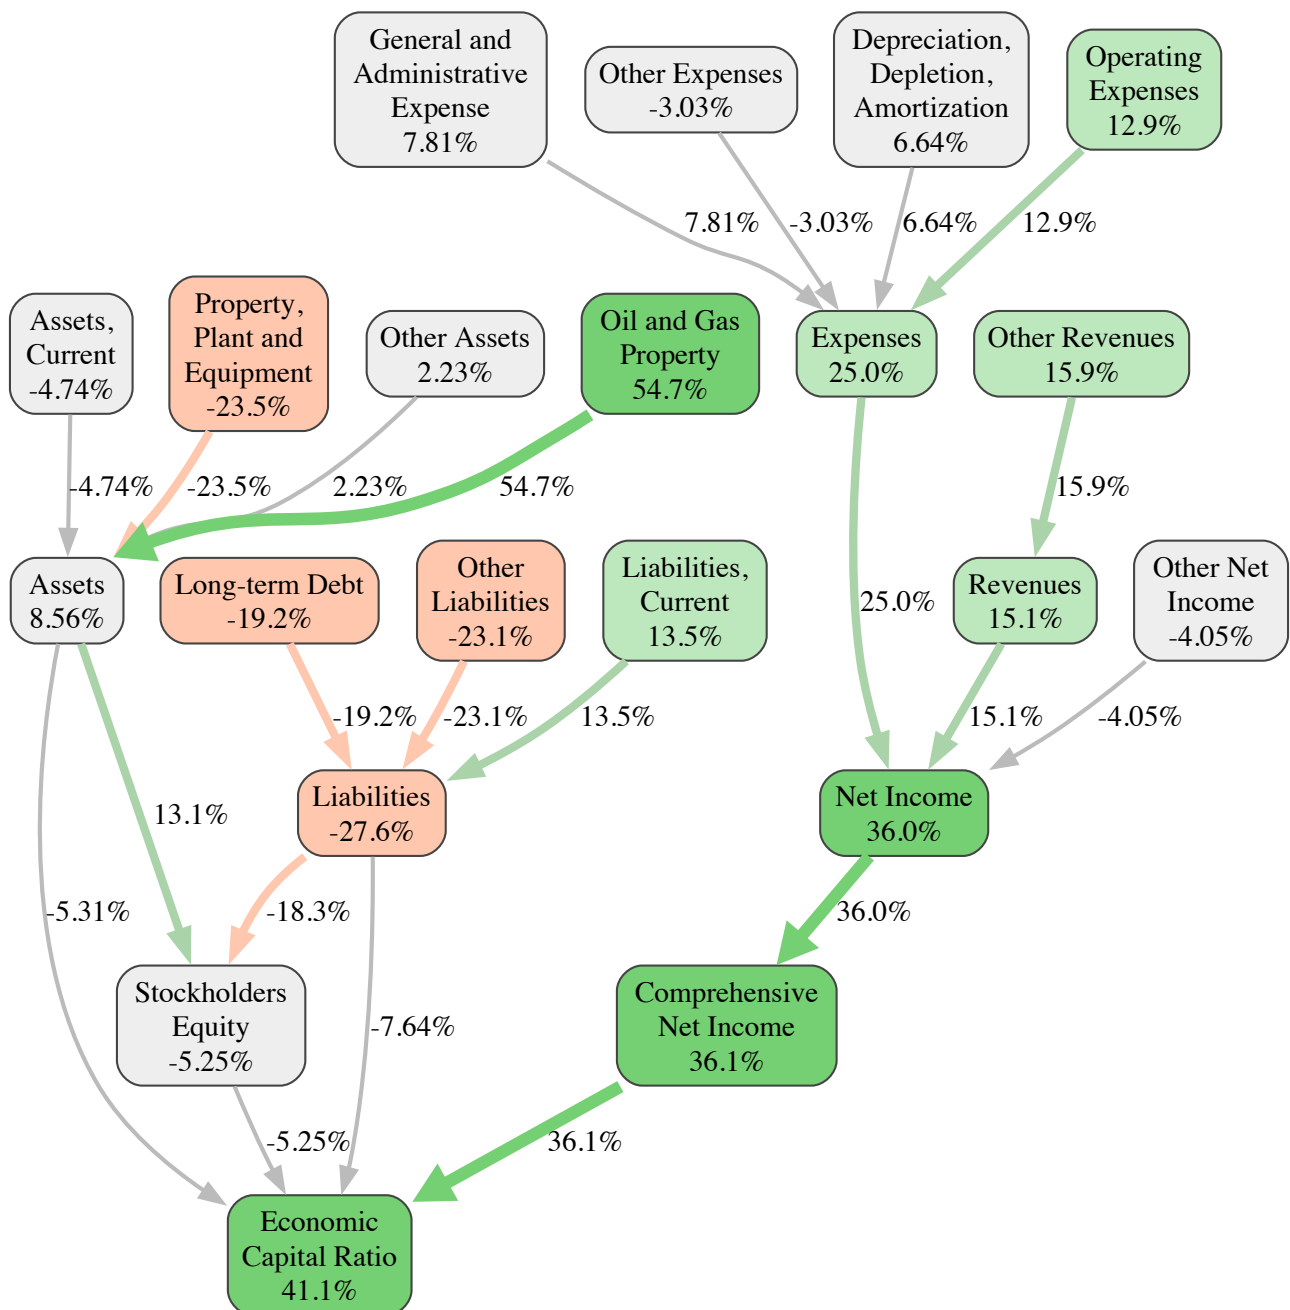 General and
Administrative
Expense
7.81%
Other Expenses
-3.03%
Depreciation,
Depletion,
Amortization
6.64%
Operating
Expenses
12.9%
7.81%
-3.03%
6.64%
12.9%
Assets,
Current
-4.74%
Property,
Plant and
Equipment
-23.5%
Other Assets
2.23%
Oil and Gas
Property
54.7%
Expenses
25.0%
Other Revenues
15.9%
-4.74%
-23.5%
2.23%
54.7%
15.9%
Assets
8.56%
Long-term Debt
-19.2%
Other
Liabilities
-23.1%
Liabilities,
Current
13.5%
25.0%
Revenues
15.1%
Other Net
Income
-4.05%
-19.2%
-23.1%
13.5%
15.1%
-4.05%
13.1%
Liabilities
-27.6%
Net Income
36.0%
-5.31%
-18.3%
36.0%
Stockholders
Equity
-5.25%
-7.64%
Comprehensive
Net Income
36.1%
-5.25%
36.1%
Economic
Capital Ratio
41.1%